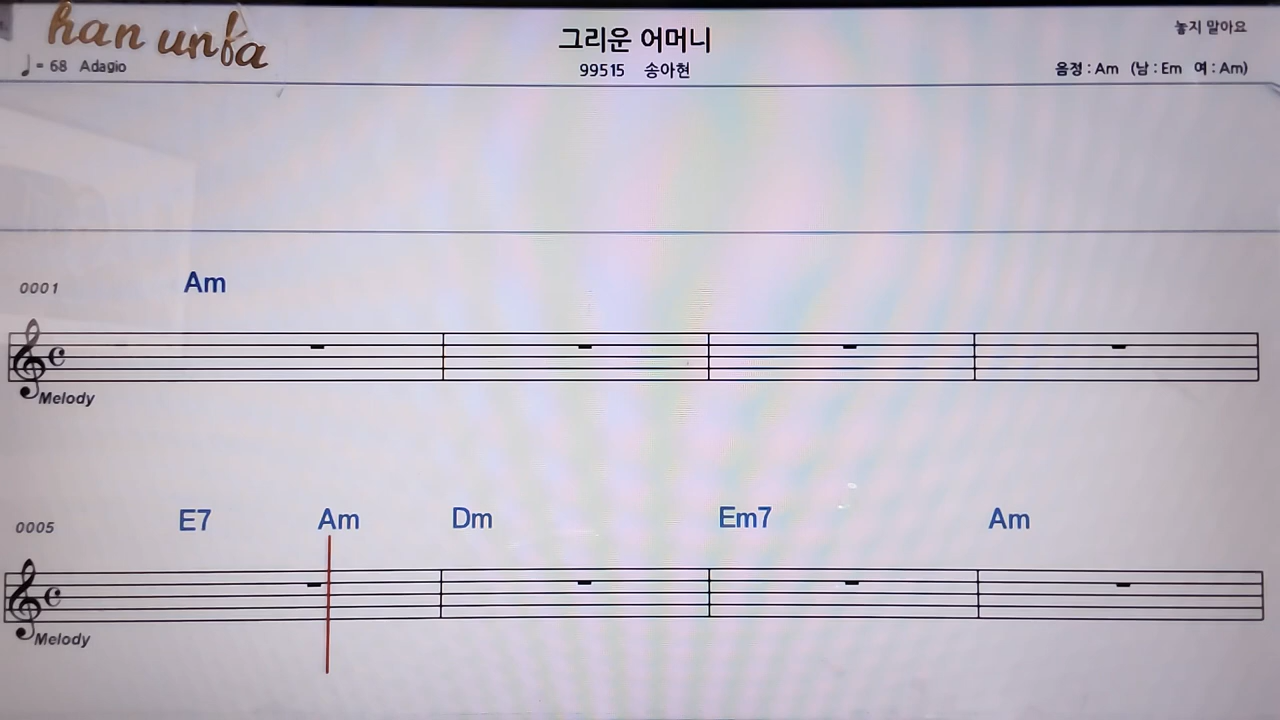 han unfa
그리운 어머니
놓지 말아요
♩ = 68 Adagio
99515 송아현
음정 : Am (남 : Em 여 : Am)
0001 Am
Melody
0005 E7 Am Dm Em7 Am
Melody